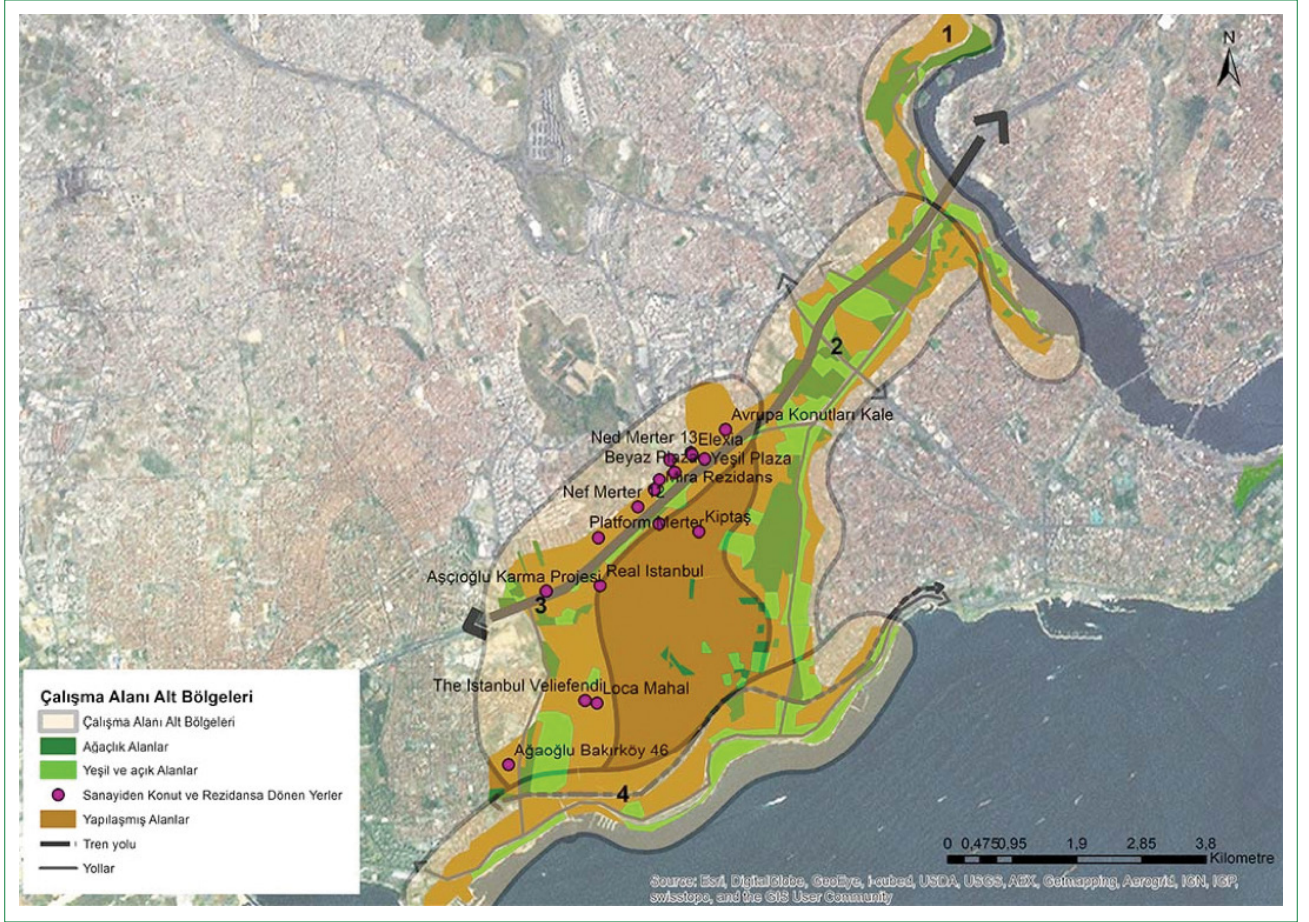 1
N
2
Avrupa Konutları Kale
Ned Merter 13
Elexia
Beyaz Plaza
Yeşil Plaza
Mira Rezidans
Nef Merter 12
Platform Merter
Kiptaş
Aşçıoğlu Karma Projesi
Real Istanbul
3
The Istanbul Veliefendi
Loca Mahal
Ağaoğlu Bakırköy 46
4
Çalışma Alanı Alt Bölgeleri
Çalışma Alanı Alt Bölgeleri
Ağaçlık Alanlar
Yeşil ve açık Alanlar
Sanayiden Konut ve Rezidansa Dönen Yerler
Yapılaşmış Alanlar
Tren yolu
Yollar
0 0,475 0,95 1,9 2,85 3,8
Kilometre
Source: Esri, DigitalGlobe, GeoEye, i-cubed, USDA, USGS, AEX, Getmapping, Aerogrid, IGN, IGP,
swisstopo, and the GIS User Community